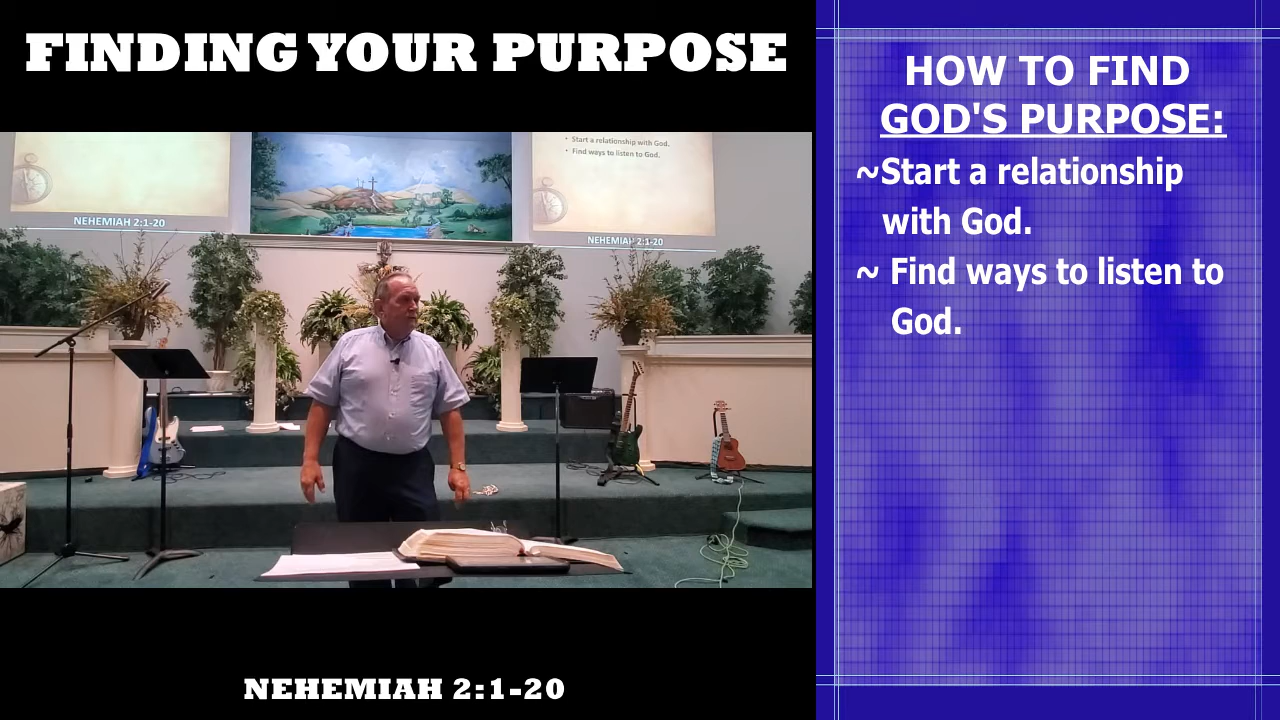 FINDING YOUR PURPOSE
HOW TO FIND
GOD'S PURPOSE:
~Start a relationship
with God.
~ Find ways to listen to
God.
• Start a relationship with God.
• Find ways to listen to God.
NEHEMIAH 2:1-20
NEHEMIAH 2:1-20
NEHEMIAH 2:1-20